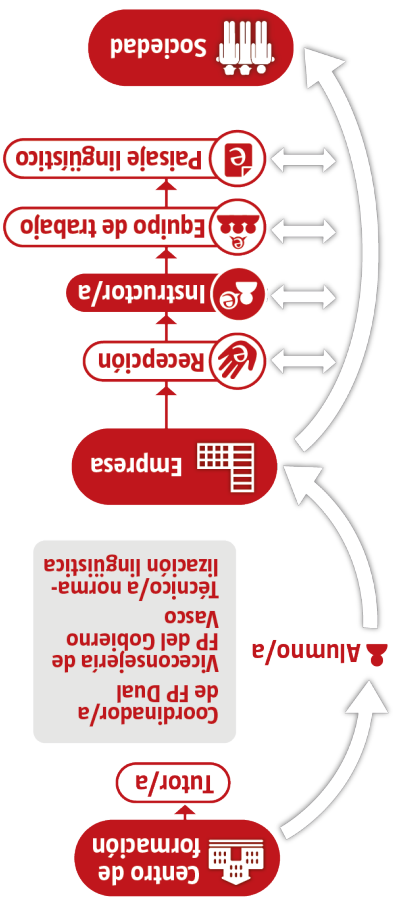 Centro de
formación
Tutor/a
Coordinador/a
de FP Dual
Viceconsejería de
FP del Gobierno
Vasco
Técnico/a norma-
lización lingüística
Alumno/a
Empresa
Recepción
Instructor/a
Equipo de trabajo
Paisaje lingüístico
Sociedad